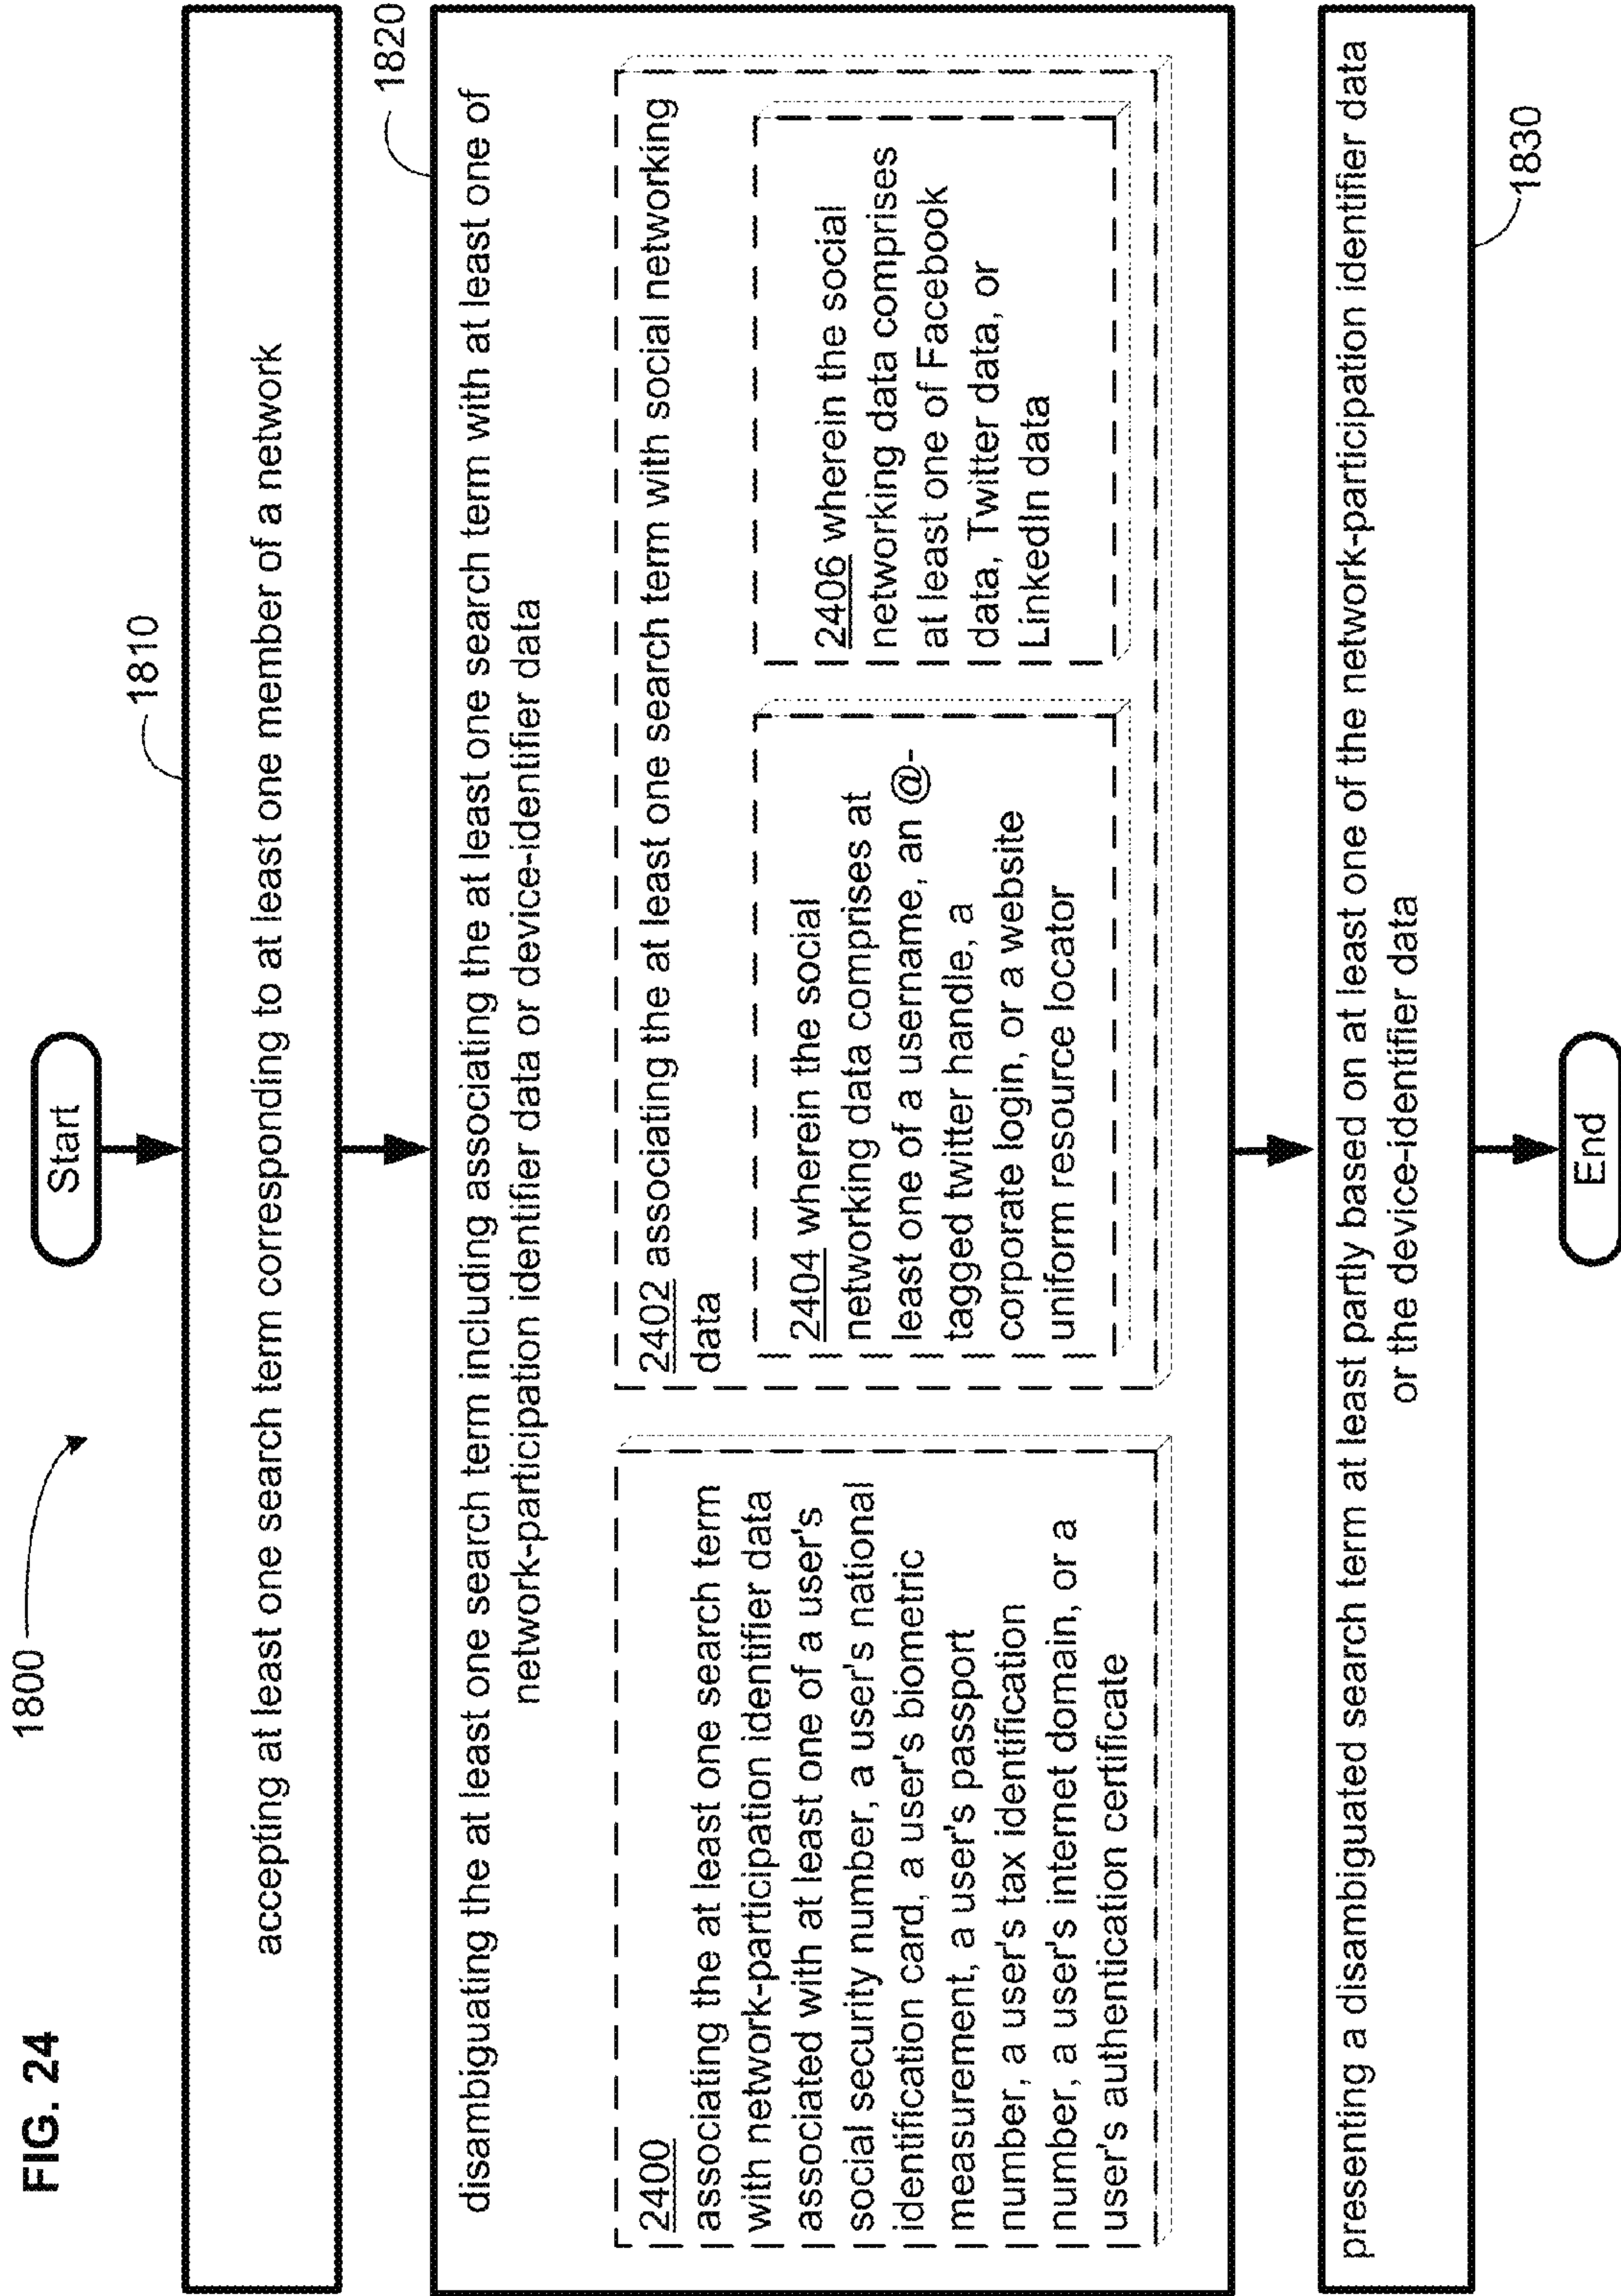 FIG. 24
1800
Start
1810
accepting at least one search term corresponding to at least one member of a network
1820
disambiguating the at least one search term including associating the at least one search term with at least one of
network-participation identifier data or device-identifier data
2400
associating the at least one search term
with network-participation identifier data
associated with at least one of a user's
social security number, a user's national
identification card, a user's biometric
measurement, a user's passport
number, a user's tax identification
number, a user's internet domain, or a
user's authentication certificate
2402 associating the at least one search term with social networking
data
2404 wherein the social
networking data comprises at
least one of a username, an @-
tagged twitter handle, a
corporate login, or a website
uniform resource locator
2406 wherein the social
networking data comprises
at least one of Facebook
data, Twitter data, or
LinkedIn data
presenting a disambiguated search term at least partly based on at least one of the network-participation identifier data
or the device-identifier data
1830
End